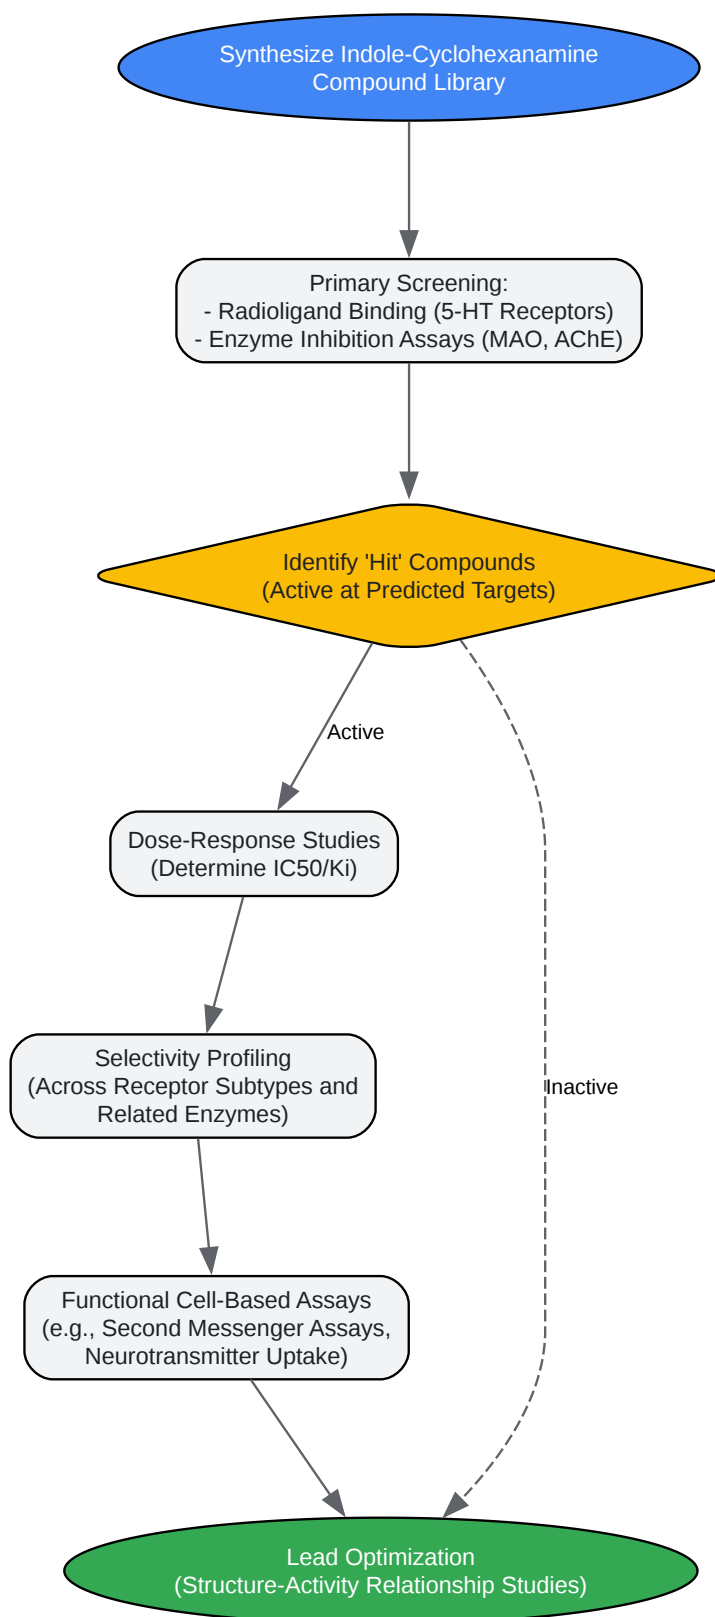 Synthesize Indole-Cyclohexanamine
Compound Library
Primary Screening:
- Radioligand Binding (5-HT Receptors)
- Enzyme Inhibition Assays (MAO, AChE)
Identify 'Hit' Compounds
(Active at Predicted Targets)
Active
Dose-Response Studies
(Determine IC50/Ki)
Selectivity Profiling
(Across Receptor Subtypes and
Related Enzymes)
Inactive
Functional Cell-Based Assays
(e.g., Second Messenger Assays,
Neurotransmitter Uptake)
Lead Optimization
(Structure-Activity Relationship Studies)